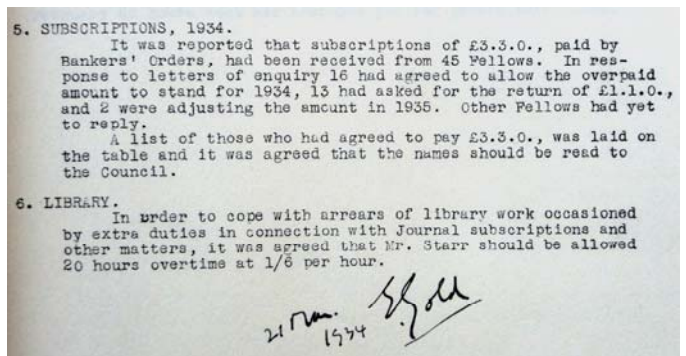 5. SUBSCRIPTIONS, 1934.
It was reported that subscriptions of £3.3.0., paid by
Bankers' Orders, had been received from 45 Fellows. In res-
ponse to letters of enquiry 16 had agreed to allow the overpaid
amount to stand for 1934, 13 had asked for the return of £1.1.0.,
and 2 were adjusting the amount in 1935. Other Fellows had yet
to reply.
A list of those who had agreed to pay £3.3.0., was laid on
the table and it was agreed that the names should be read to
the Council.
6. LIBRARY.
In order to cope with arrears of library work occasioned
by extra duties in connection with Journal subscriptions and
other matters, it was agreed that Mr. Starr should be allowed
20 hours overtime at 1/6 per hour.
E. Gold
21 Mar. 1934